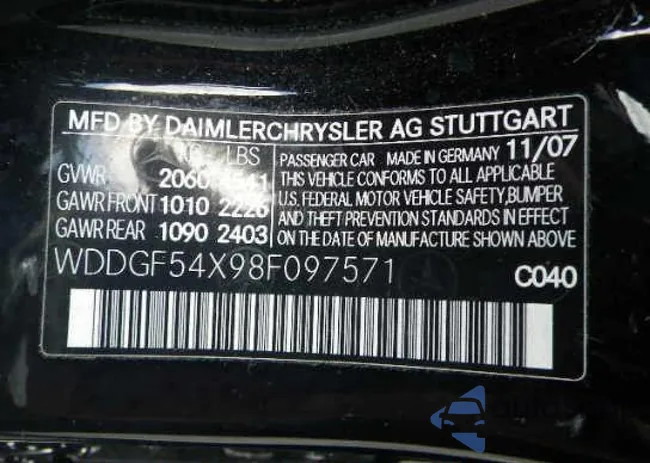 MFD BY DAIMLERCHRYSLER AG STUTTGART
LBS
GVWR 2060 4541
GAWR FRONT 1010 2226
GAWR REAR 1090 2403
PASSENGER CAR MADE IN GERMANY 11/07
THIS VEHICLE CONFORMS TO ALL APPLICABLE
U.S. FEDERAL MOTOR VEHICLE SAFETY, BUMPER
AND THEFT PREVENTION STANDARDS IN EFFECT
ON THE DATE OF MANUFACTURE SHOWN ABOVE
WDDGF54X98F097571
C040